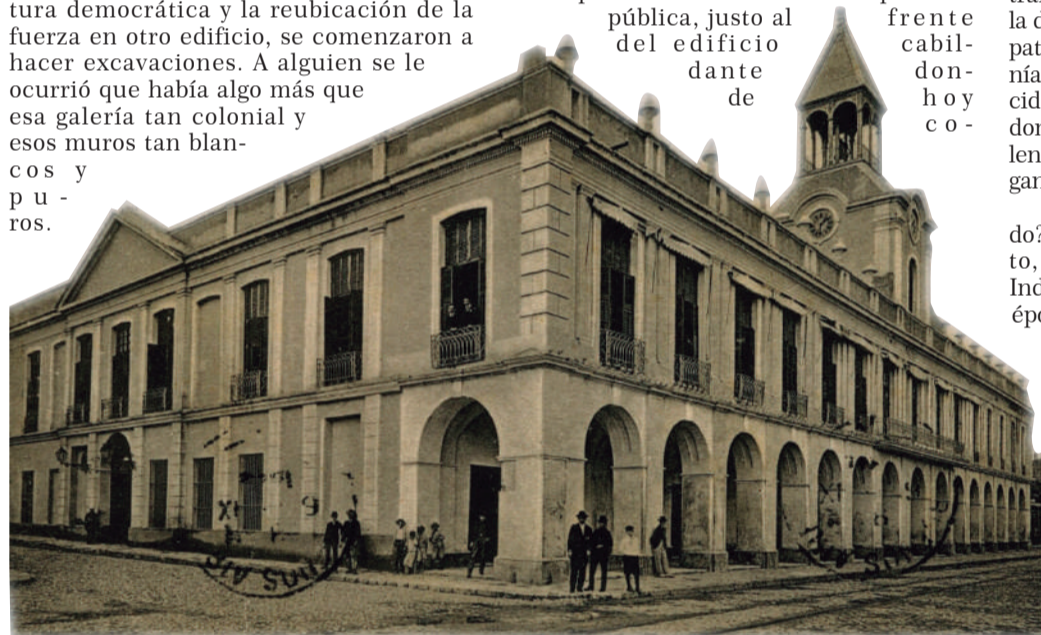 tura democrática y la reubicación de la
fuerza en otro edificio, se comenzaron a
hacer excavaciones. A alguien se le
ocurrió que había algo más que
esa galería tan colonial y
esos muros tan blan-
cos y
pu-
ros.
pública, justo al frente
del edificio cabil-
dante don-
de hoy
co-
la d
pat
nía
cid
dor
len
gan
do?
to,
Ind
épo